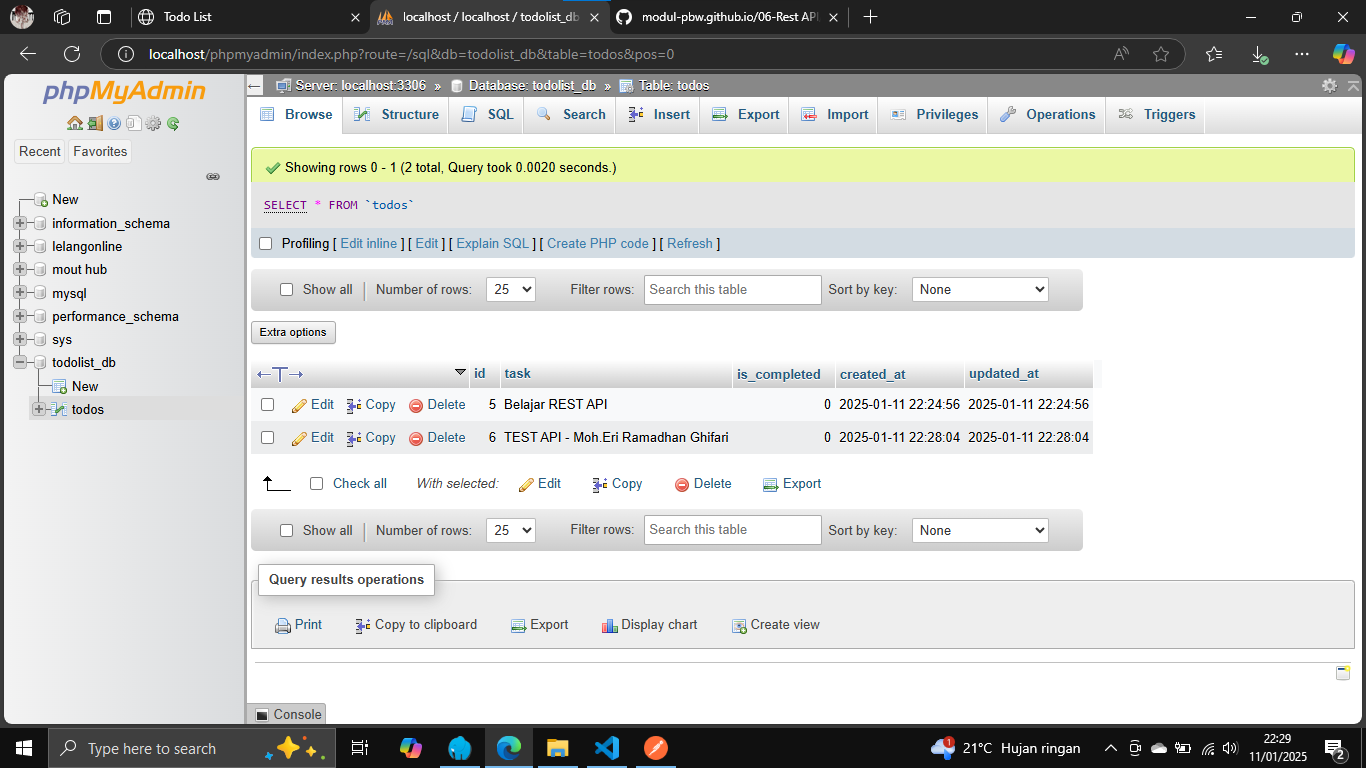 Todo List
localhost / localhost / todolist_db
modul-pbw.github.io/06-Rest API
localhost/phpmyadmin/index.php?route=/sql&db=todolist_db&table=todos&pos=0
phpMyAdmin
Recent
Favorites
New
information_schema
lelangonline
mout hub
mysql
performance_schema
sys
todolist_db
New
todos
Server: localhost:3306 » Database: todolist_db » Table: todos
Browse Structure SQL Search Insert Export Import Privileges Operations Triggers
Showing rows 0 - 1 (2 total, Query took 0.0020 seconds.)
SELECT * FROM `todos`
Profiling [ Edit inline ] [ Edit ] [ Explain SQL ] [ Create PHP code ] [ Refresh ]
Show all | Number of rows: 25 Filter rows: Search this table Sort by key: None
Extra options
id task is_completed created_at updated_at
Edit Copy Delete 5 Belajar REST API 0 2025-01-11 22:24:56 2025-01-11 22:24:56
Edit Copy Delete 6 TEST API - Moh.Eri Ramadhan Ghifari 0 2025-01-11 22:28:04 2025-01-11 22:28:04
Check all With selected: Edit Copy Delete Export
Show all | Number of rows: 25 Filter rows: Search this table Sort by key: None
Query results operations
Print Copy to clipboard Export Display chart Create view
Console
Type here to search
1
21°C Hujan ringan
22:29
11/01/2025
2